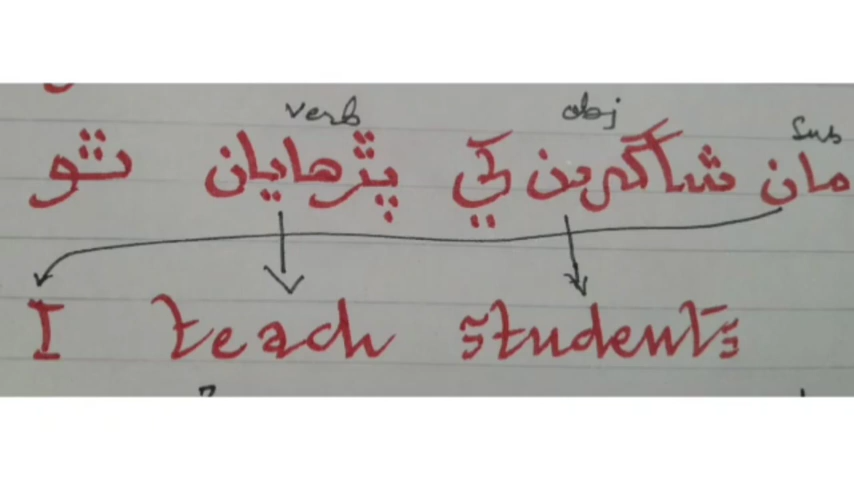 verb obj Sub
مان شاگردن کي پڙهايان ٿو
I teach students